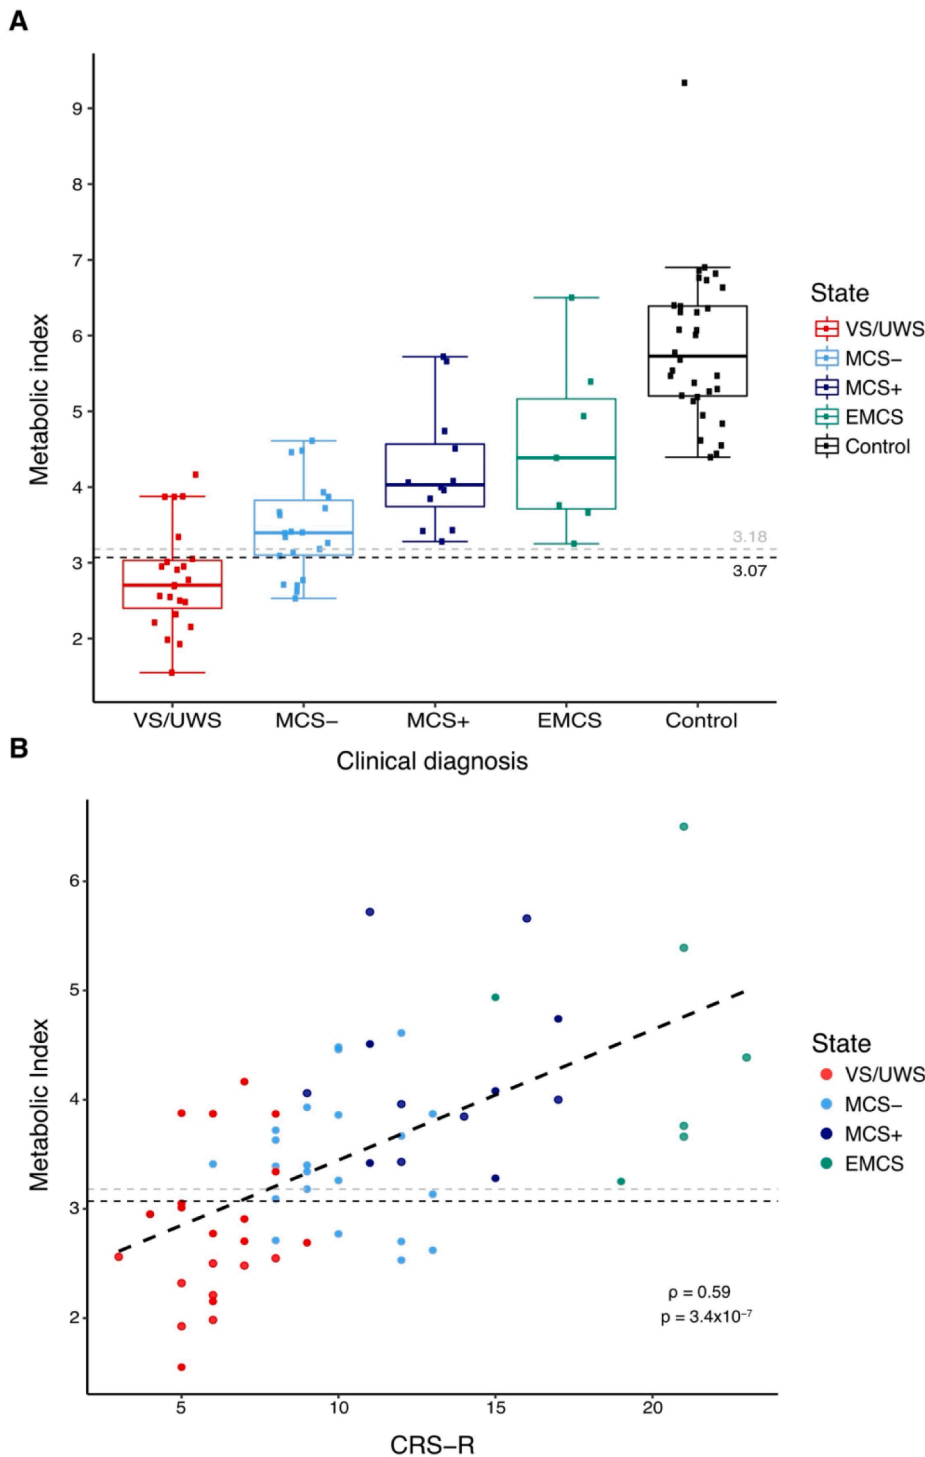 A
Metabolic index
9
8
7
6
5
4
3
2
3.18
3.07
VS/UWS
MCS−
MCS+
EMCS
Control
Clinical diagnosis
State
VS/UWS
MCS−
MCS+
EMCS
Control
B
Metabolic Index
6
5
4
3
2
ρ = 0.59
p = 3.4x10⁻⁷
5
10
15
20
CRS−R
State
VS/UWS
MCS−
MCS+
EMCS